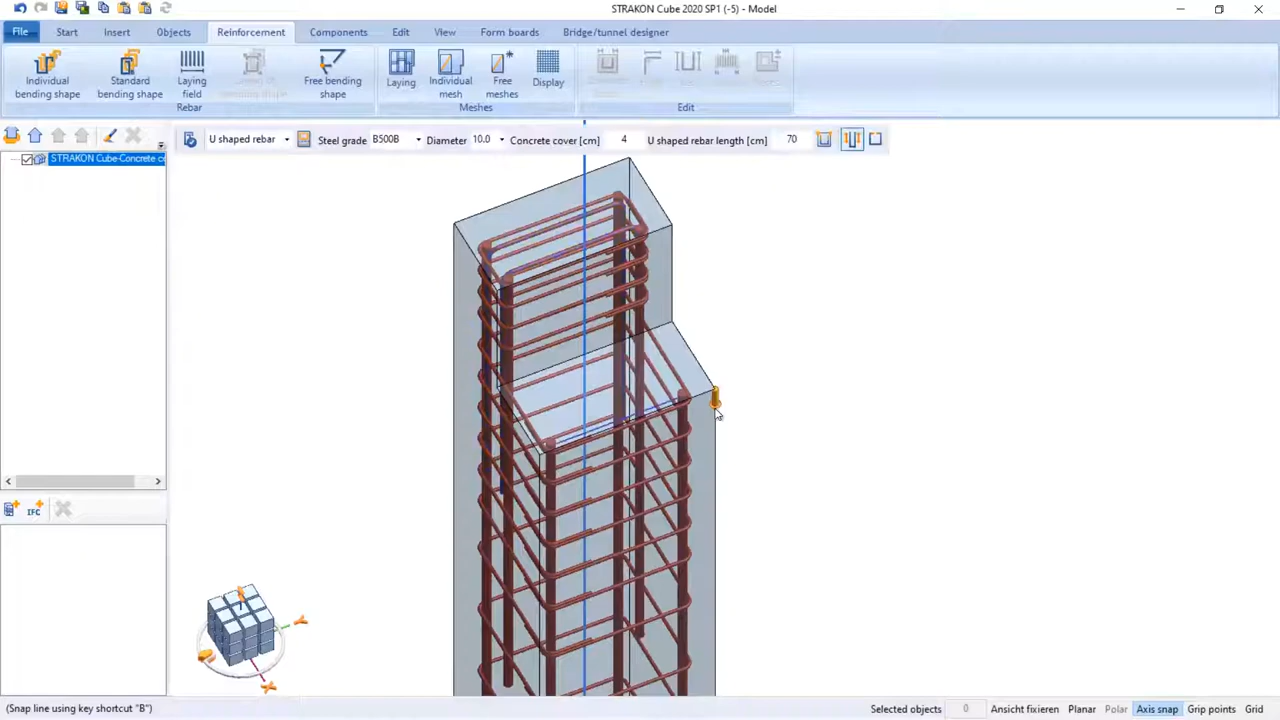 STRAKON Cube 2020 SP1 (-5) - Model
File Start Insert Objects Reinforcement Components Edit View Form boards Bridge/tunnel designer
Individual bending shape
Standard bending shape
Laying field
Free bending shape
Laying
Individual mesh
Free meshes
Display
Rebar Meshes Edit
U shaped rebar Steel grade B500B Diameter 10.0 Concrete cover [cm] 4 U shaped rebar length [cm] 70
STRAKON Cube-Concrete co
IFC
(Snap line using key shortcut "B")
Selected objects 0 Ansicht fixieren Planar Polar Axis snap Grip points Grid